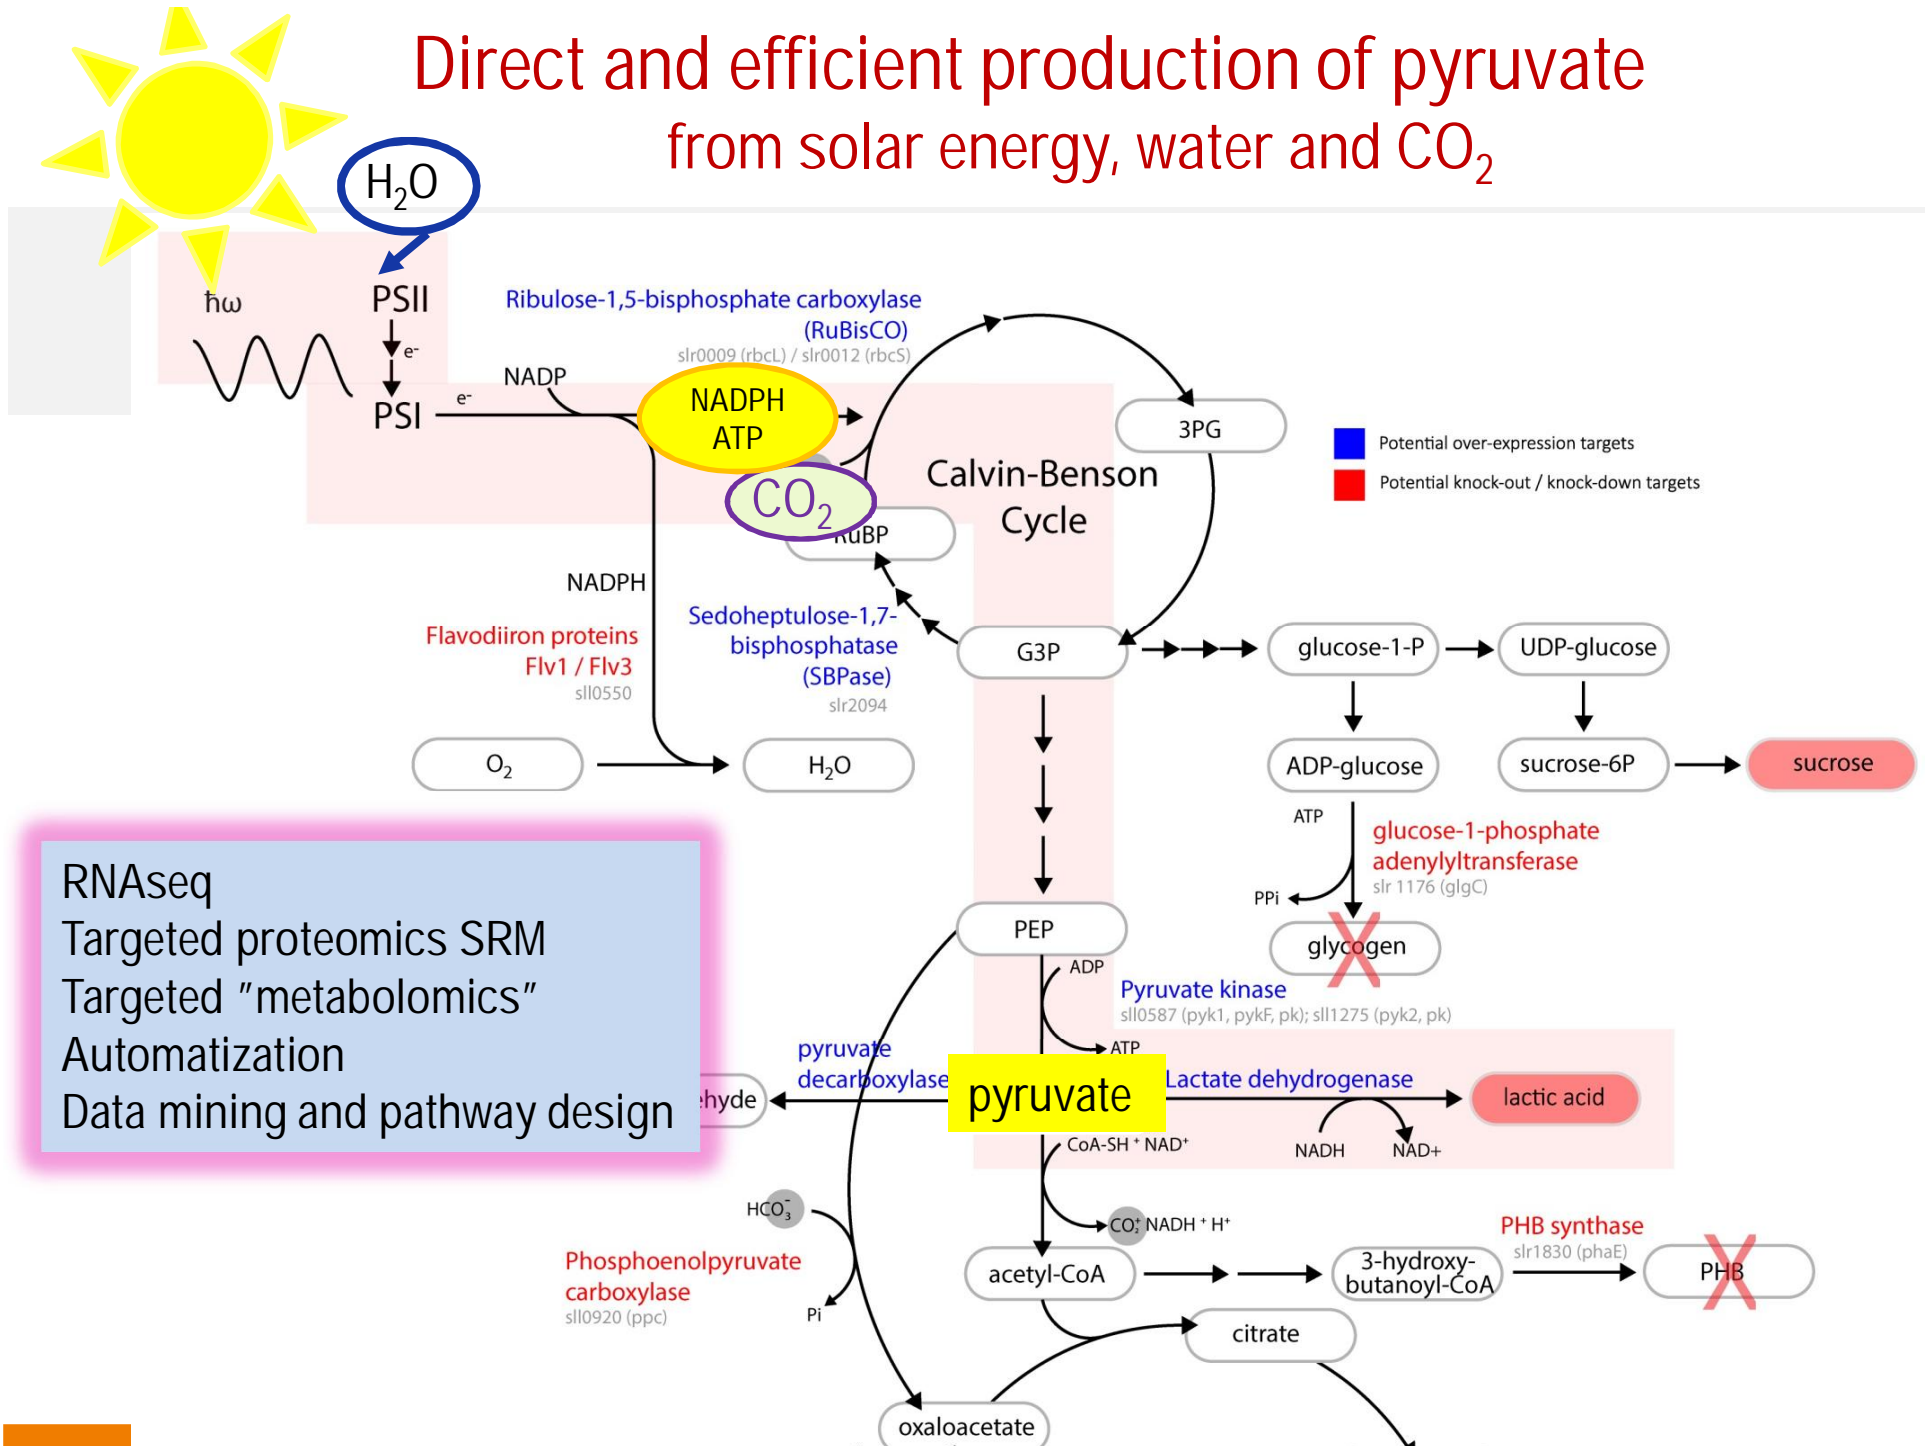 Direct and efficient production of pyruvate
from solar energy, water and CO₂
H₂O
ħω
PSII
e-
PSI
e-
NADP
Ribulose-1,5-bisphosphate carboxylase
(RuBisCO)
slr0009 (rbcL) / slr0012 (rbcS)
NADPH
ATP
CO₂
RuBP
Calvin-Benson
Cycle
3PG
Potential over-expression targets
Potential knock-out / knock-down targets
NADPH
Flavodiiron proteins
Flv1 / Flv3
sll0550
Sedoheptulose-1,7-
bisphosphatase
(SBPase)
slr2094
G3P
glucose-1-P
UDP-glucose
O₂
H₂O
ADP-glucose
sucrose-6P
sucrose
ATP
glucose-1-phosphate
adenylyltransferase
slr 1176 (glgC)
PPi
glycogen
RNAseq
Targeted proteomics SRM
Targeted ”metabolomics”
Automatization
Data mining and pathway design
PEP
ADP
Pyruvate kinase
sll0587 (pyk1, pykF, pk); sll1275 (pyk2, pk)
ATP
pyruvate
decarboxylase
hyde
pyruvate
Lactate dehydrogenase
lactic acid
NADH
NAD+
CoA-SH + NAD+
HCO₃⁻
CO₂⁺ NADH + H+
Phosphoenolpyruvate
carboxylase
sll0920 (ppc)
Pi
acetyl-CoA
3-hydroxy-
butanoyl-CoA
PHB synthase
slr1830 (phaE)
PHB
citrate
oxaloacetate